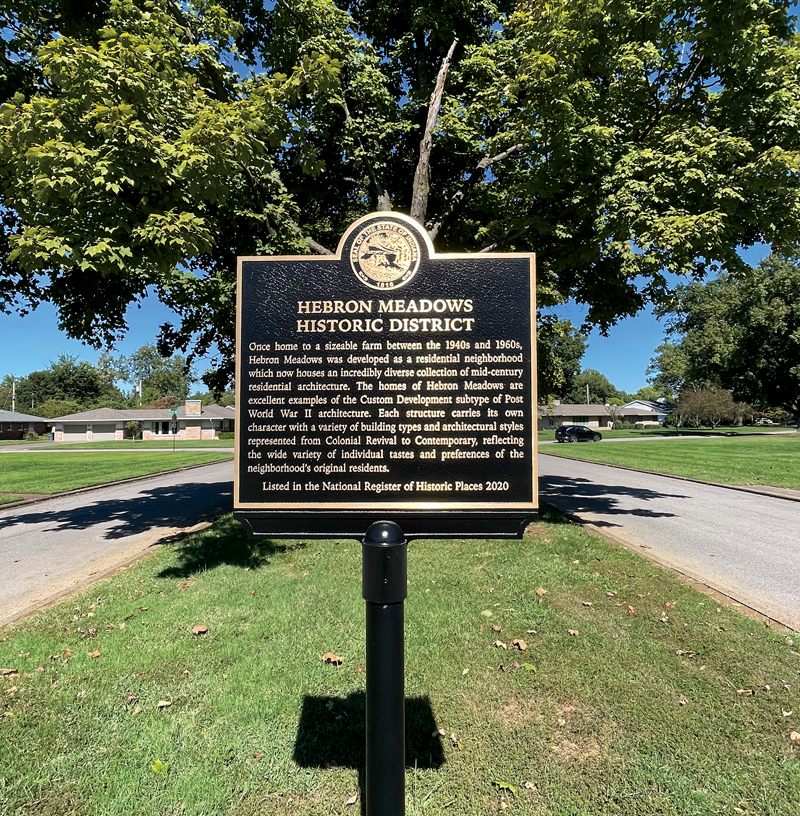 SEAL OF THE STATE OF INDIANA
1816
HEBRON MEADOWS
HISTORIC DISTRICT
Once home to a sizeable farm between the 1940s and 1960s,
Hebron Meadows was developed as a residential neighborhood
which now houses an incredibly diverse collection of mid-century
residential architecture. The homes of Hebron Meadows are
excellent examples of the Custom Development subtype of Post
World War II architecture. Each structure carries its own
character with a variety of building types and architectural styles
represented from Colonial Revival to Contemporary, reflecting
the wide variety of individual tastes and preferences of the
neighborhood's original residents.
Listed in the National Register of Historic Places 2020